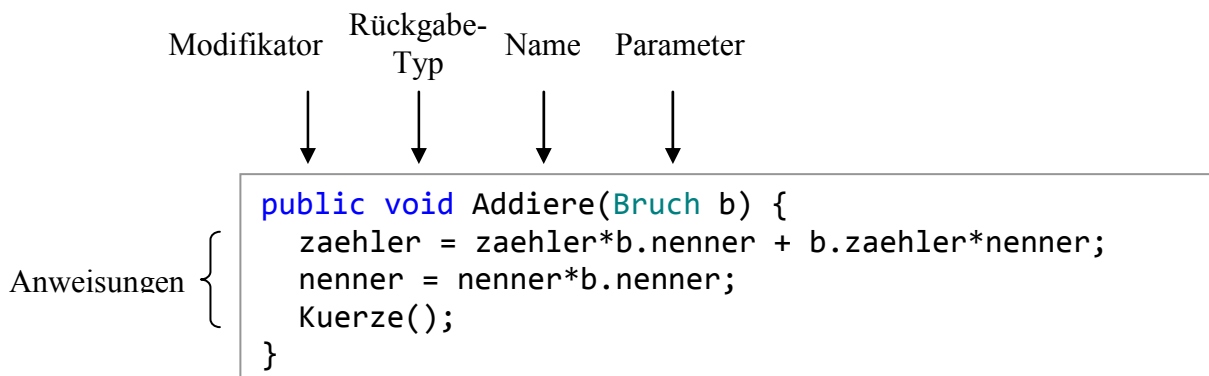 Modifikator Rückgabe- Name Parameter
Typ
public void Addiere(Bruch b) {
zaehler = zaehler*b.nenner + b.zaehler*nenner;
Anweisungen nenner = nenner*b.nenner;
Kuerze();
}